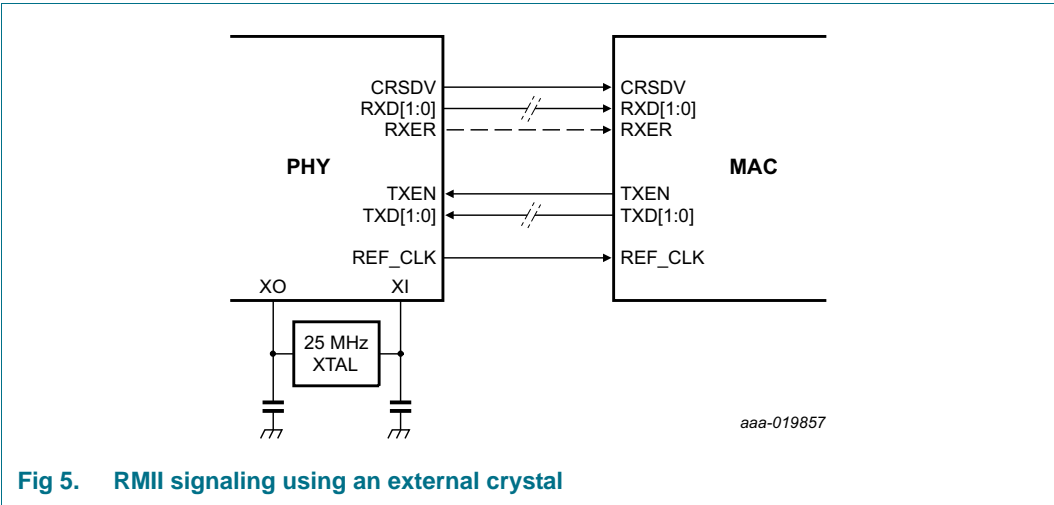 CRSDV CRSDV
RXD[1:0] RXD[1:0]
RXER RXER
PHY MAC
TXEN TXEN
TXD[1:0] TXD[1:0]
REF_CLK REF_CLK
XO XI
25 MHz
XTAL
aaa-019857
Fig 5. RMII signaling using an external crystal